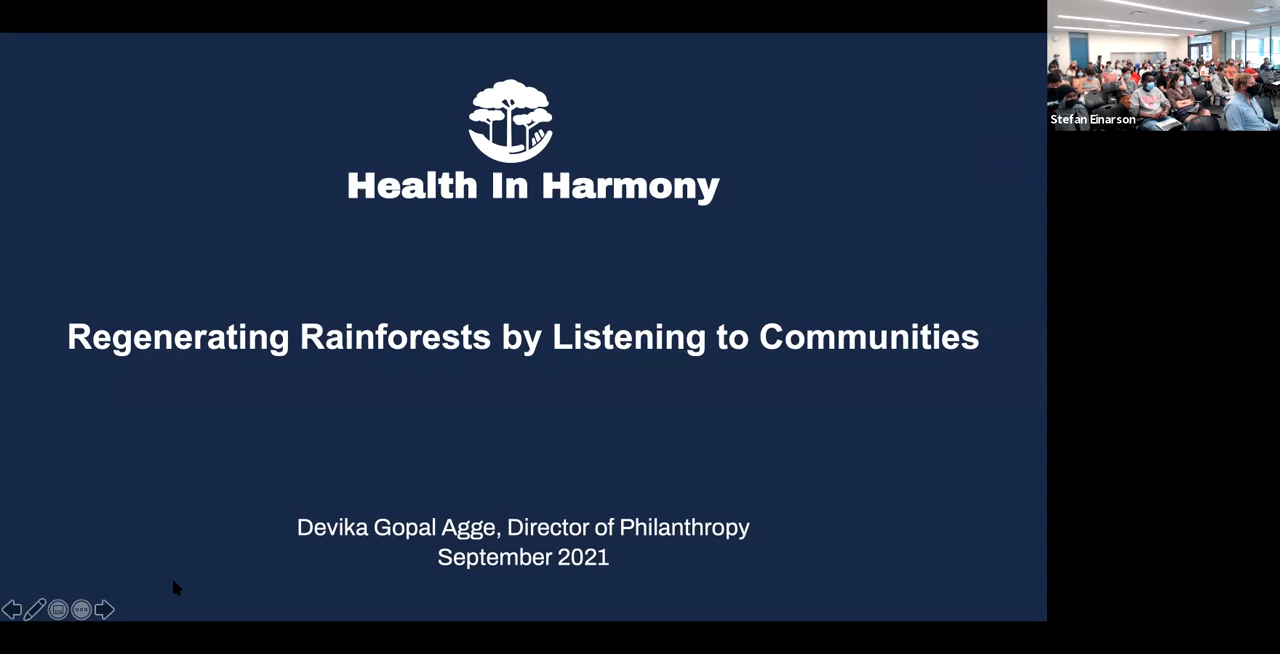 Health In Harmony
Regenerating Rainforests by Listening to Communities
Devika Gopal Agge, Director of Philanthropy
September 2021
Stefan Einarson